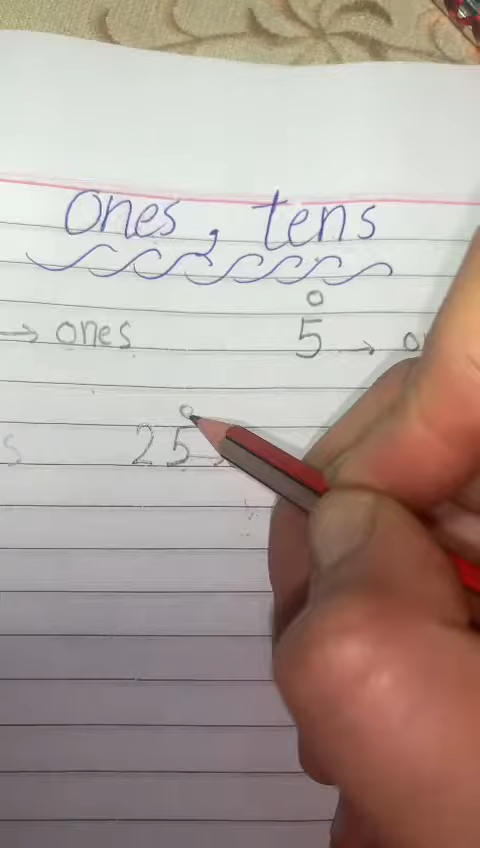 Ones, tens
o
→ ones 5 →
o
s 25